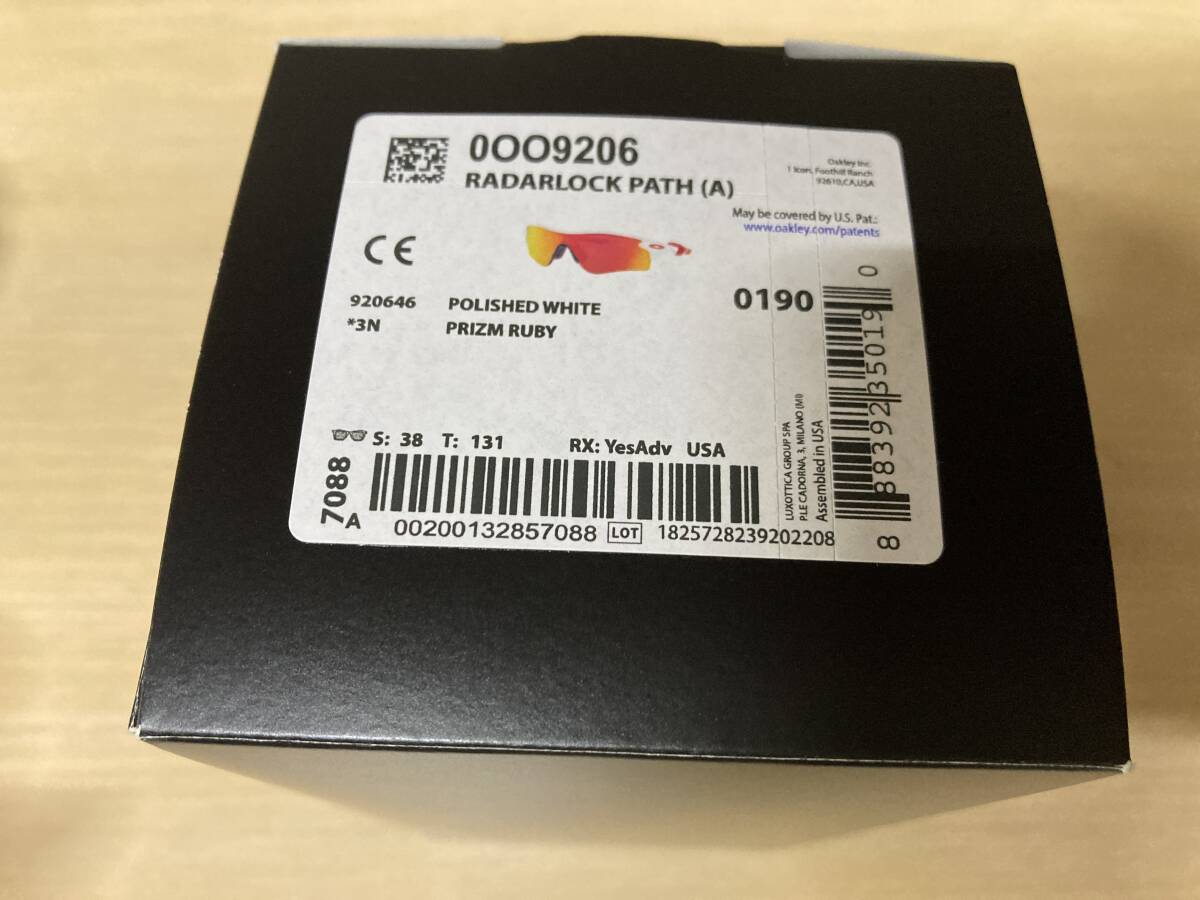 0OO9206
RADARLOCK PATH (A)
Oakley Inc.
1 Icon, Foothill Ranch
92610,CA,USA
May be covered by U.S. Pat.:
www.oakley.com/patents
CE
920646 POLISHED WHITE
*3N PRIZM RUBY
0190
S: 38 T: 131 RX: YesAdv USA
7088 A
00200132857088 LOT 1825728239202208
LUXOTTICA GROUP SPA
P.LE CADORNA, 3, MILANO (MI)
Assembled in USA
8 88392 35019 0